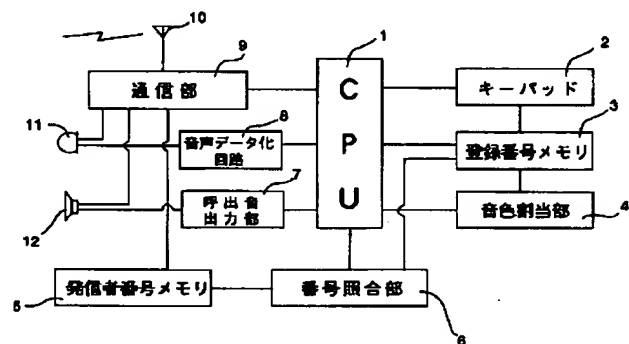 10
1
9
2
通信部
C
P
U
キーパッド
11
8
3
音声データ化
回路
登録番号メモリ
7
12
呼出音
出力部
音色割当部
4
発信者番号メモリ
番号照合部
5
6